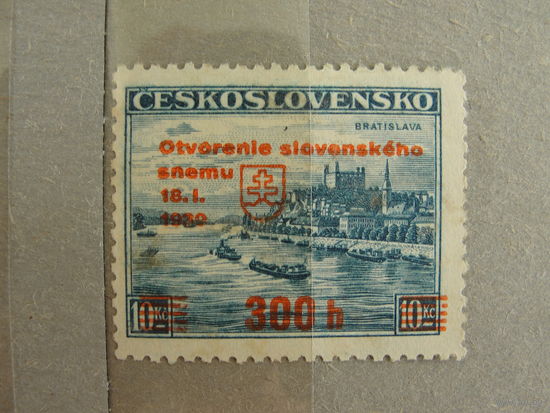 ČESKOSLOVENSKO
BRATISLAVA
Otvorenie slovenského
snemu
18. I.
1939
300 h
10 Kč 10 Kč